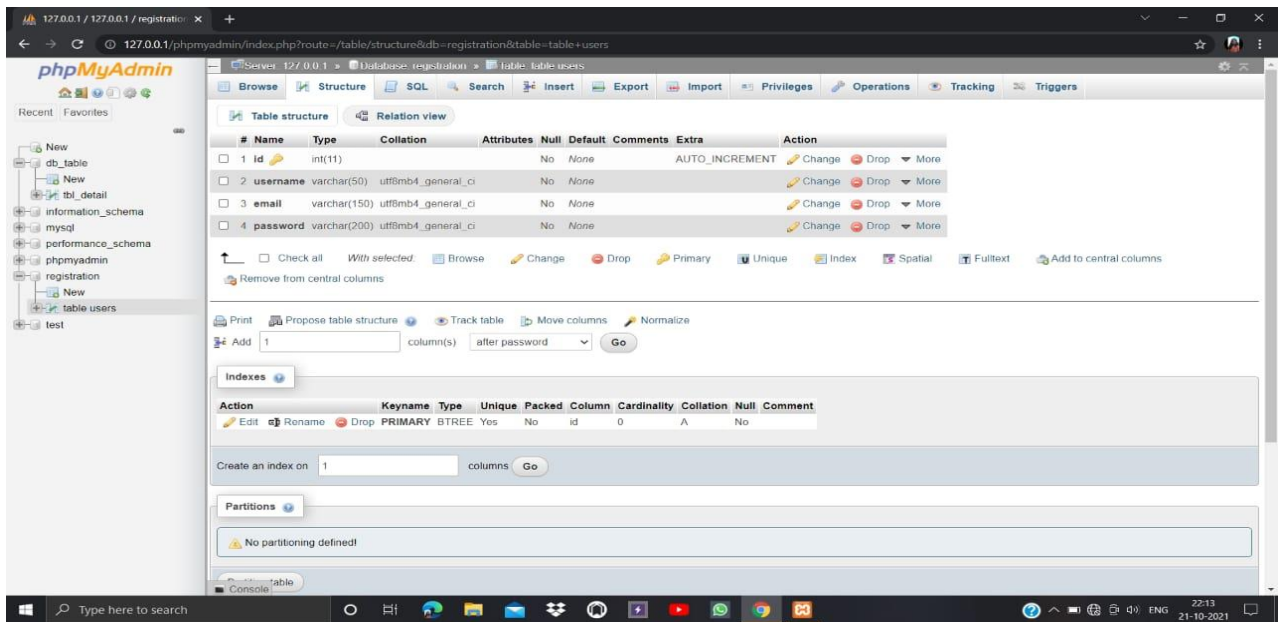 127.0.0.1 / 127.0.0.1 / registration
127.0.0.1/phpmyadmin/index.php?route=/table/structure&db=registration&table=table+users
phpMyAdmin
Recent Favorites
New
db_table
New
tbl_detail
information_schema
mysql
performance_schema
phpmyadmin
registration
New
table users
test
Server: 127.0.0.1 » Database: registration » Table: table users
Browse Structure SQL Search Insert Export Import Privileges Operations Tracking Triggers
Table structure Relation view
# Name Type Collation Attributes Null Default Comments Extra Action
1 id int(11) No None AUTO_INCREMENT Change Drop More
2 username varchar(50) utf8mb4_general_ci No None Change Drop More
3 email varchar(150) utf8mb4_general_ci No None Change Drop More
4 password varchar(200) utf8mb4_general_ci No None Change Drop More
Check all With selected: Browse Change Drop Primary Unique Index Spatial Fulltext Add to central columns
Remove from central columns
Print Propose table structure Track table Move columns Normalize
Add 1 column(s) after password Go
Indexes
Action Keyname Type Unique Packed Column Cardinality Collation Null Comment
Edit Rename Drop PRIMARY BTREE Yes No id 0 A No
Create an index on 1 columns Go
Partitions
No partitioning defined!
table
Console
Type here to search
ENG
22:13
21-10-2021